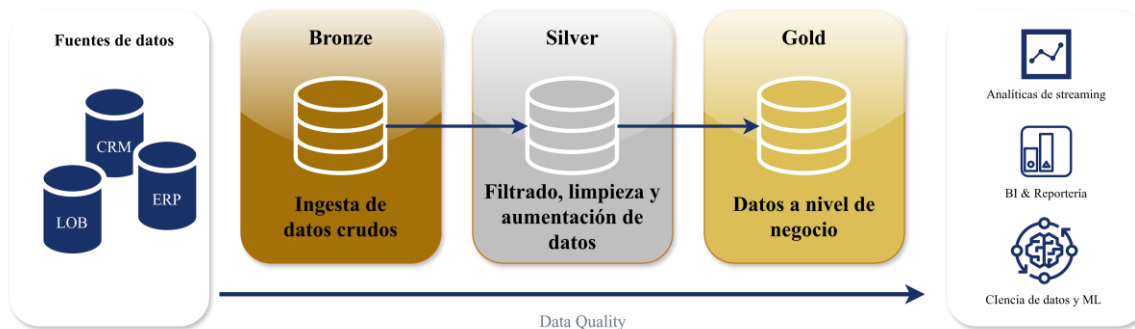 Fuentes de datos
CRM
LOB
ERP
Bronze
Ingesta de
datos crudos
Silver
Filtrado, limpieza y
aumentación de
datos
Gold
Datos a nivel de
negocio
Analíticas de streaming
BI & Reportería
CIencia de datos y ML
Data Quality